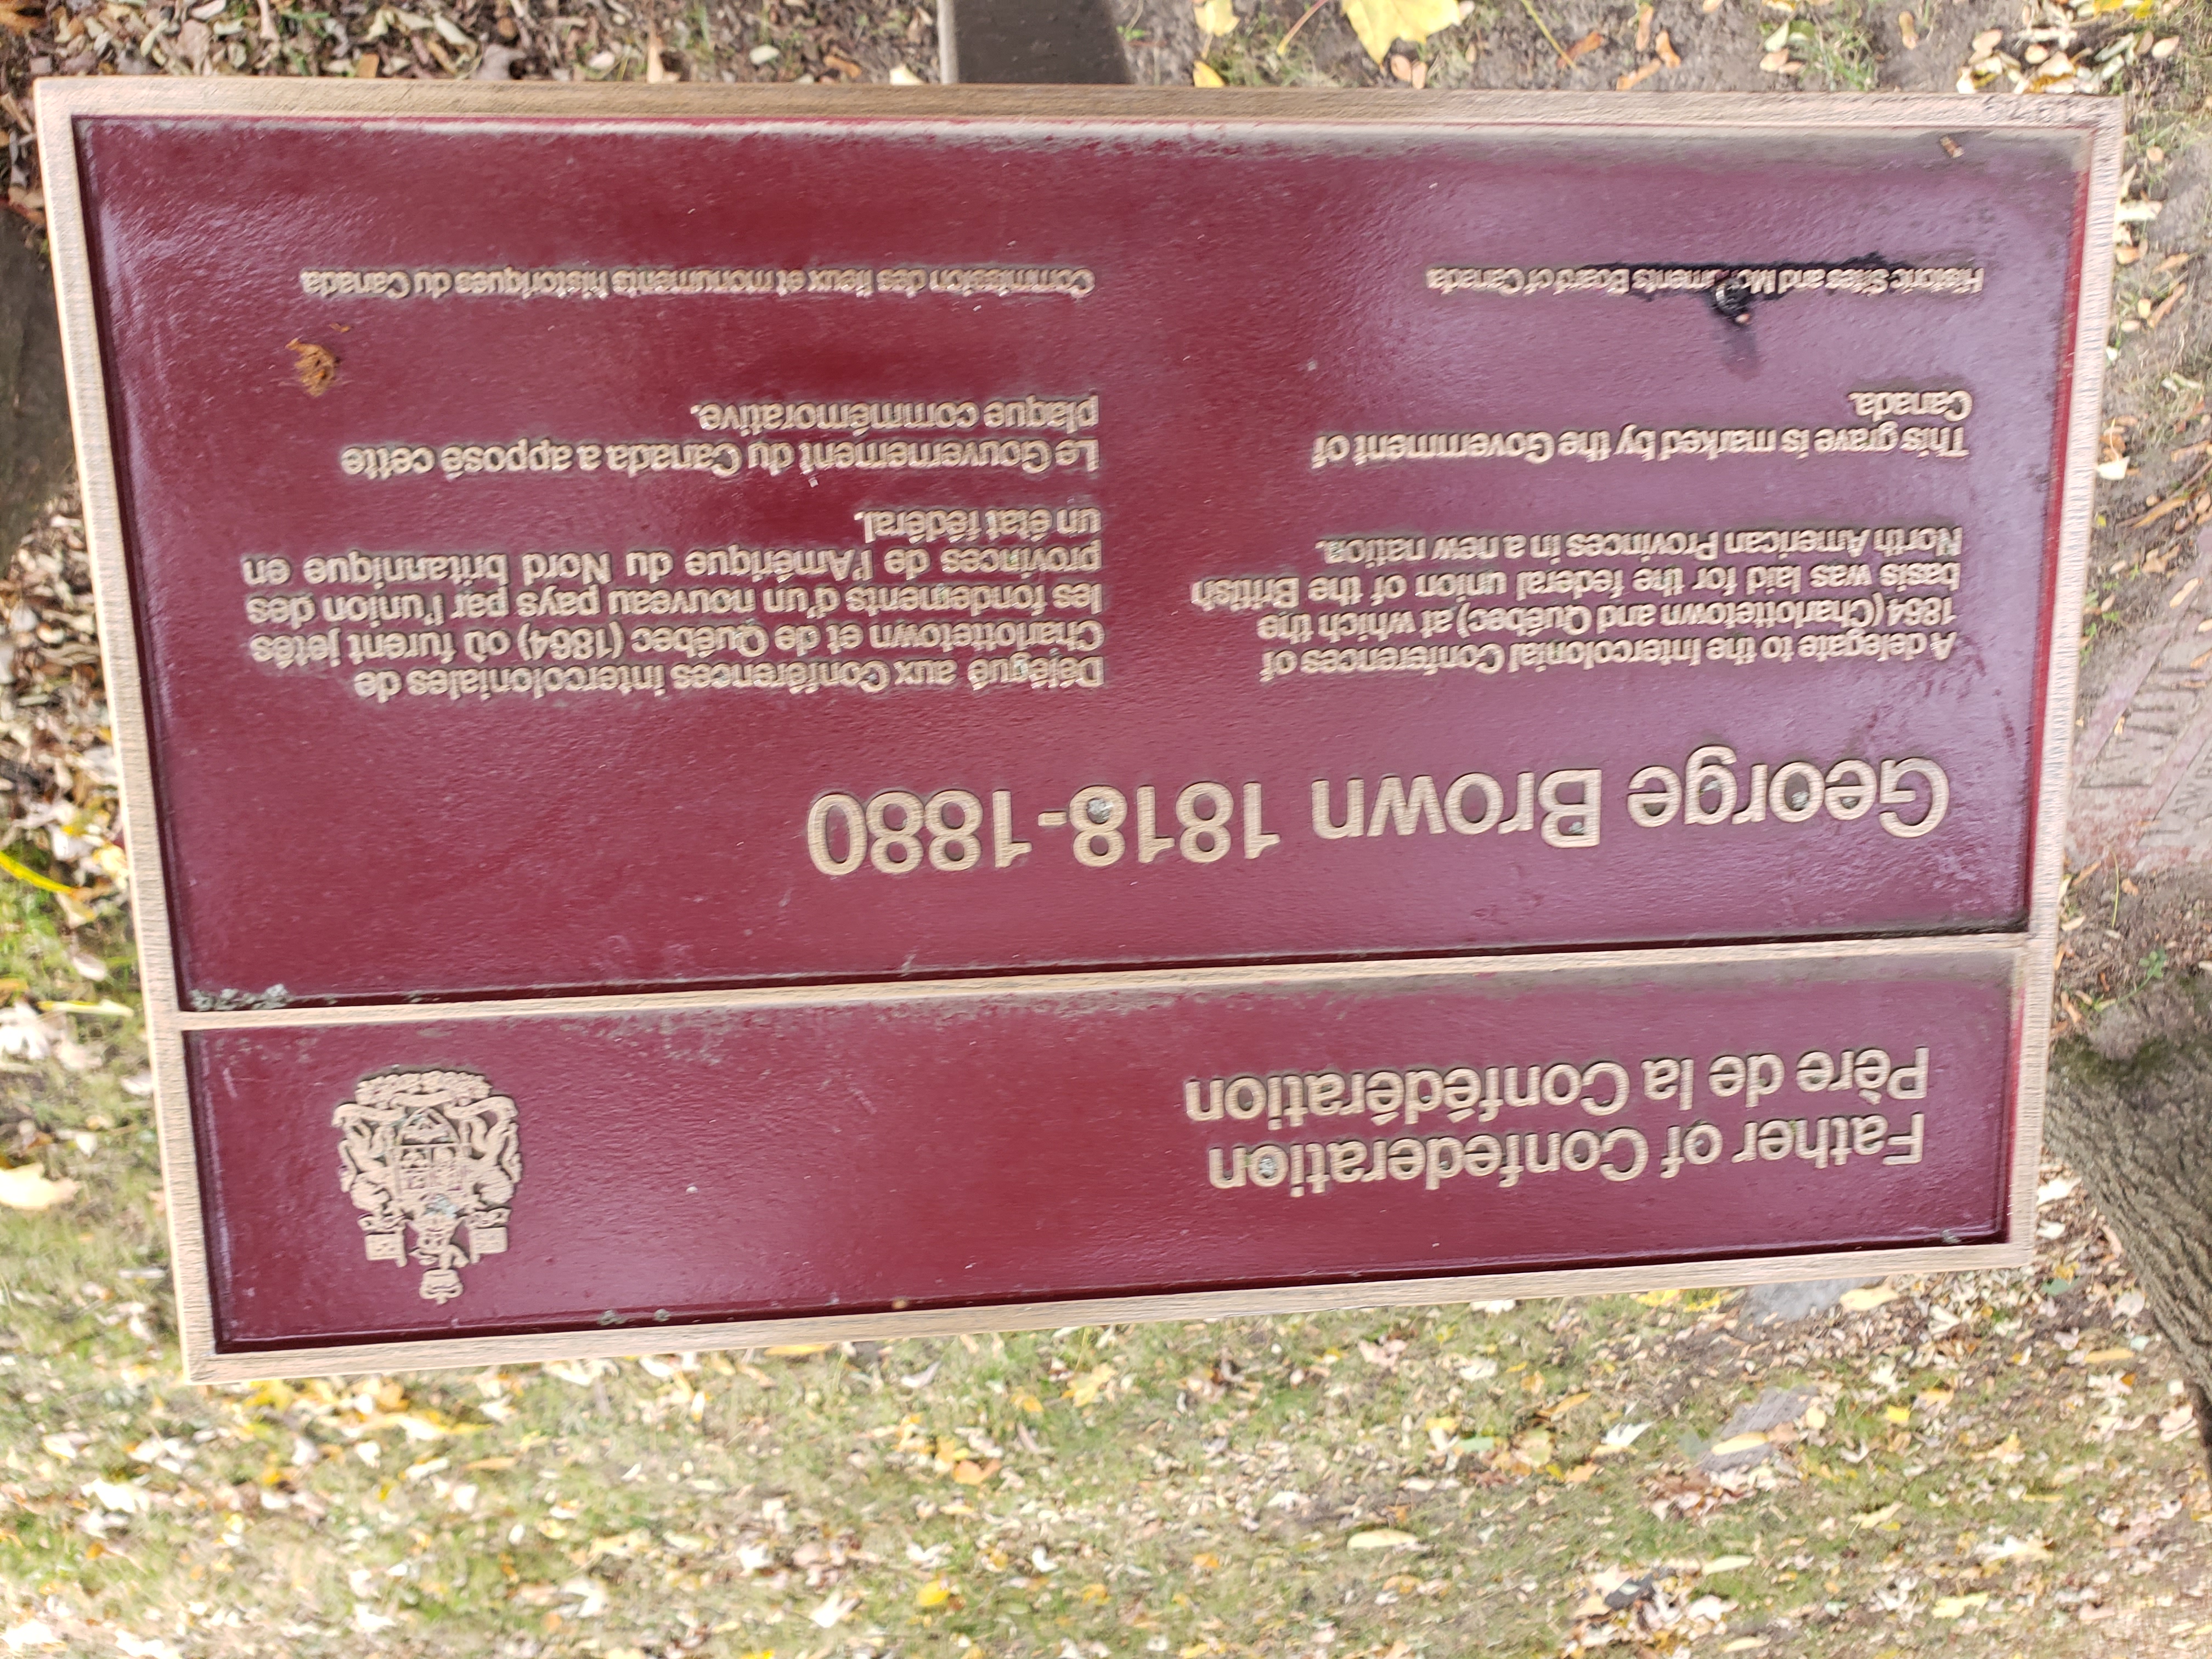 Father of Confederation
Père de la Confédération
George Brown 1818-1880
A delegate to the Intercolonial Conferences of
1864 (Charlottetown and Québec) at which the
basis was laid for the federal union of the British
North American Provinces in a new nation.
This grave is marked by the Government of
Canada.
Historic Sites and Monuments Board of Canada
Délégué aux Conférences intercoloniales de
Charlottetown et de Québec (1864) où furent jetés
les fondements d'un nouveau pays par l'union des
provinces de l'Amérique du Nord britannique en
un état fédéral.
Le Gouvernement du Canada a apposé cette
plaque commémorative.
Commission des lieux et monuments historiques du Canada